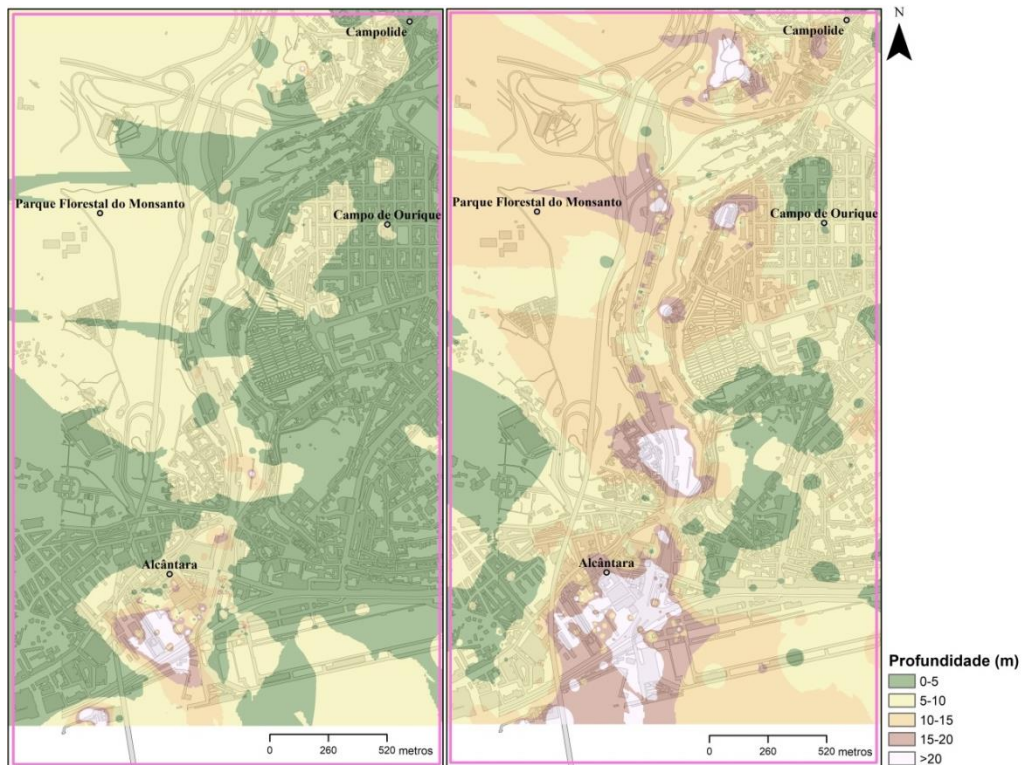 Campolide
Parque Florestal do Monsanto
Campo de Ourique
Alcântara
0 260 520 metros
Campolide
Parque Florestal do Monsanto
Campo de Ourique
Alcântara
0 260 520 metros
N
Profundidade (m)
0-5
5-10
10-15
15-20
>20